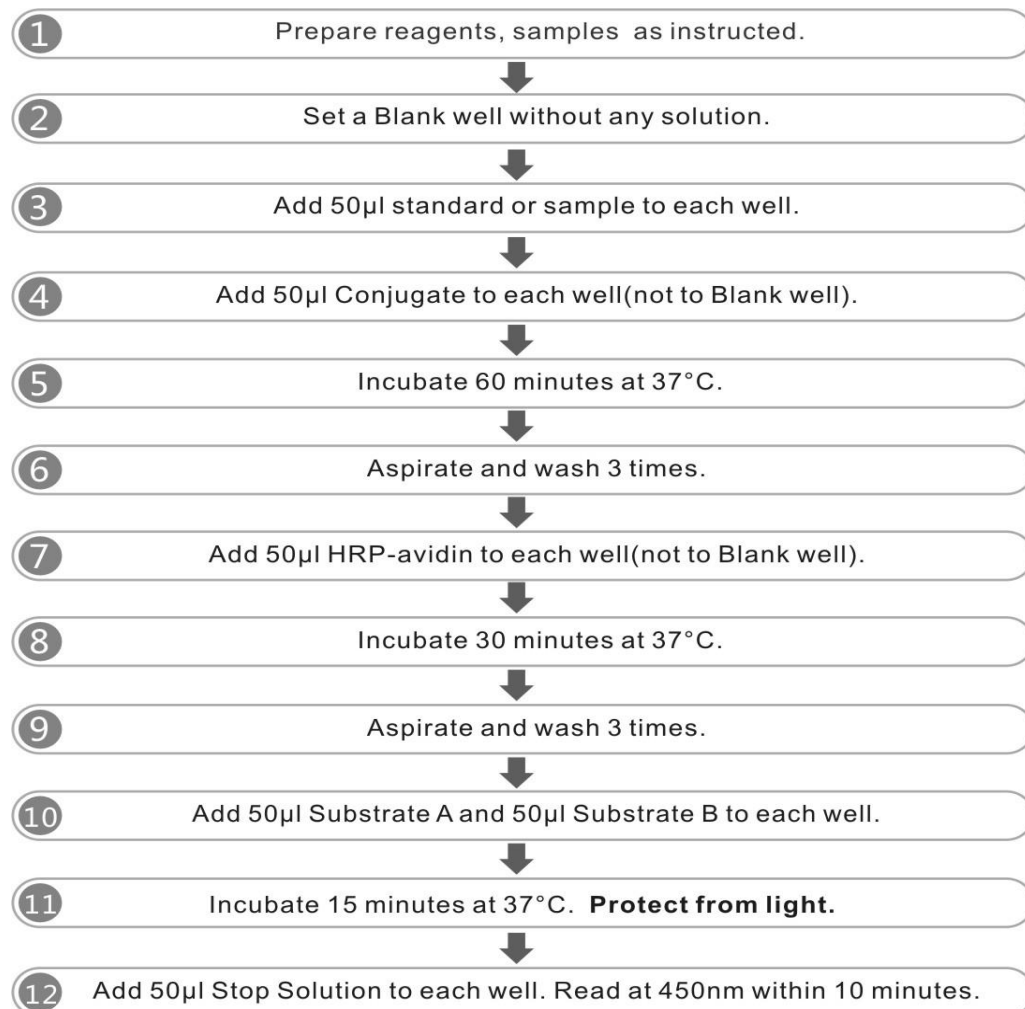 1 Prepare reagents, samples as instructed.
2 Set a Blank well without any solution.
3 Add 50µl standard or sample to each well.
4 Add 50µl Conjugate to each well(not to Blank well).
5 Incubate 60 minutes at 37°C.
6 Aspirate and wash 3 times.
7 Add 50µl HRP-avidin to each well(not to Blank well).
8 Incubate 30 minutes at 37°C.
9 Aspirate and wash 3 times.
10 Add 50µl Substrate A and 50µl Substrate B to each well.
11 Incubate 15 minutes at 37°C. Protect from light.
12 Add 50µl Stop Solution to each well. Read at 450nm within 10 minutes.